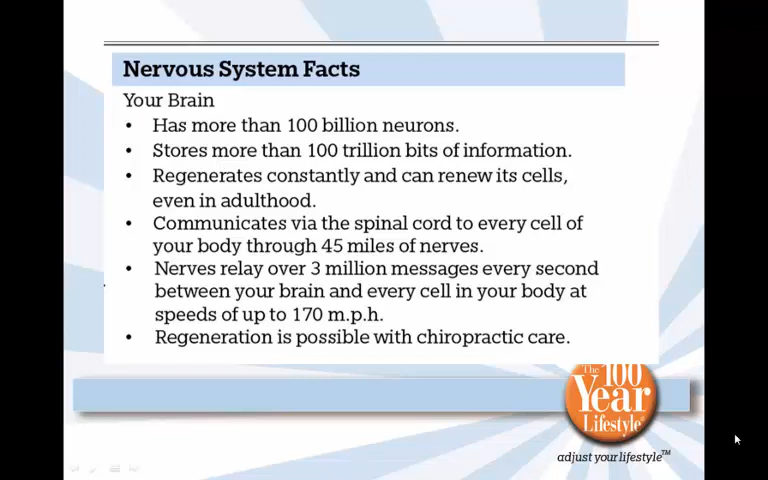 Nervous System Facts
Your Brain
• Has more than 100 billion neurons.
• Stores more than 100 trillion bits of information.
• Regenerates constantly and can renew its cells,
even in adulthood.
• Communicates via the spinal cord to every cell of
your body through 45 miles of nerves.
• Nerves relay over 3 million messages every second
between your brain and every cell in your body at
speeds of up to 170 m.p.h.
• Regeneration is possible with chiropractic care.
The 100
Year
Lifestyle®
adjust your lifestyle™